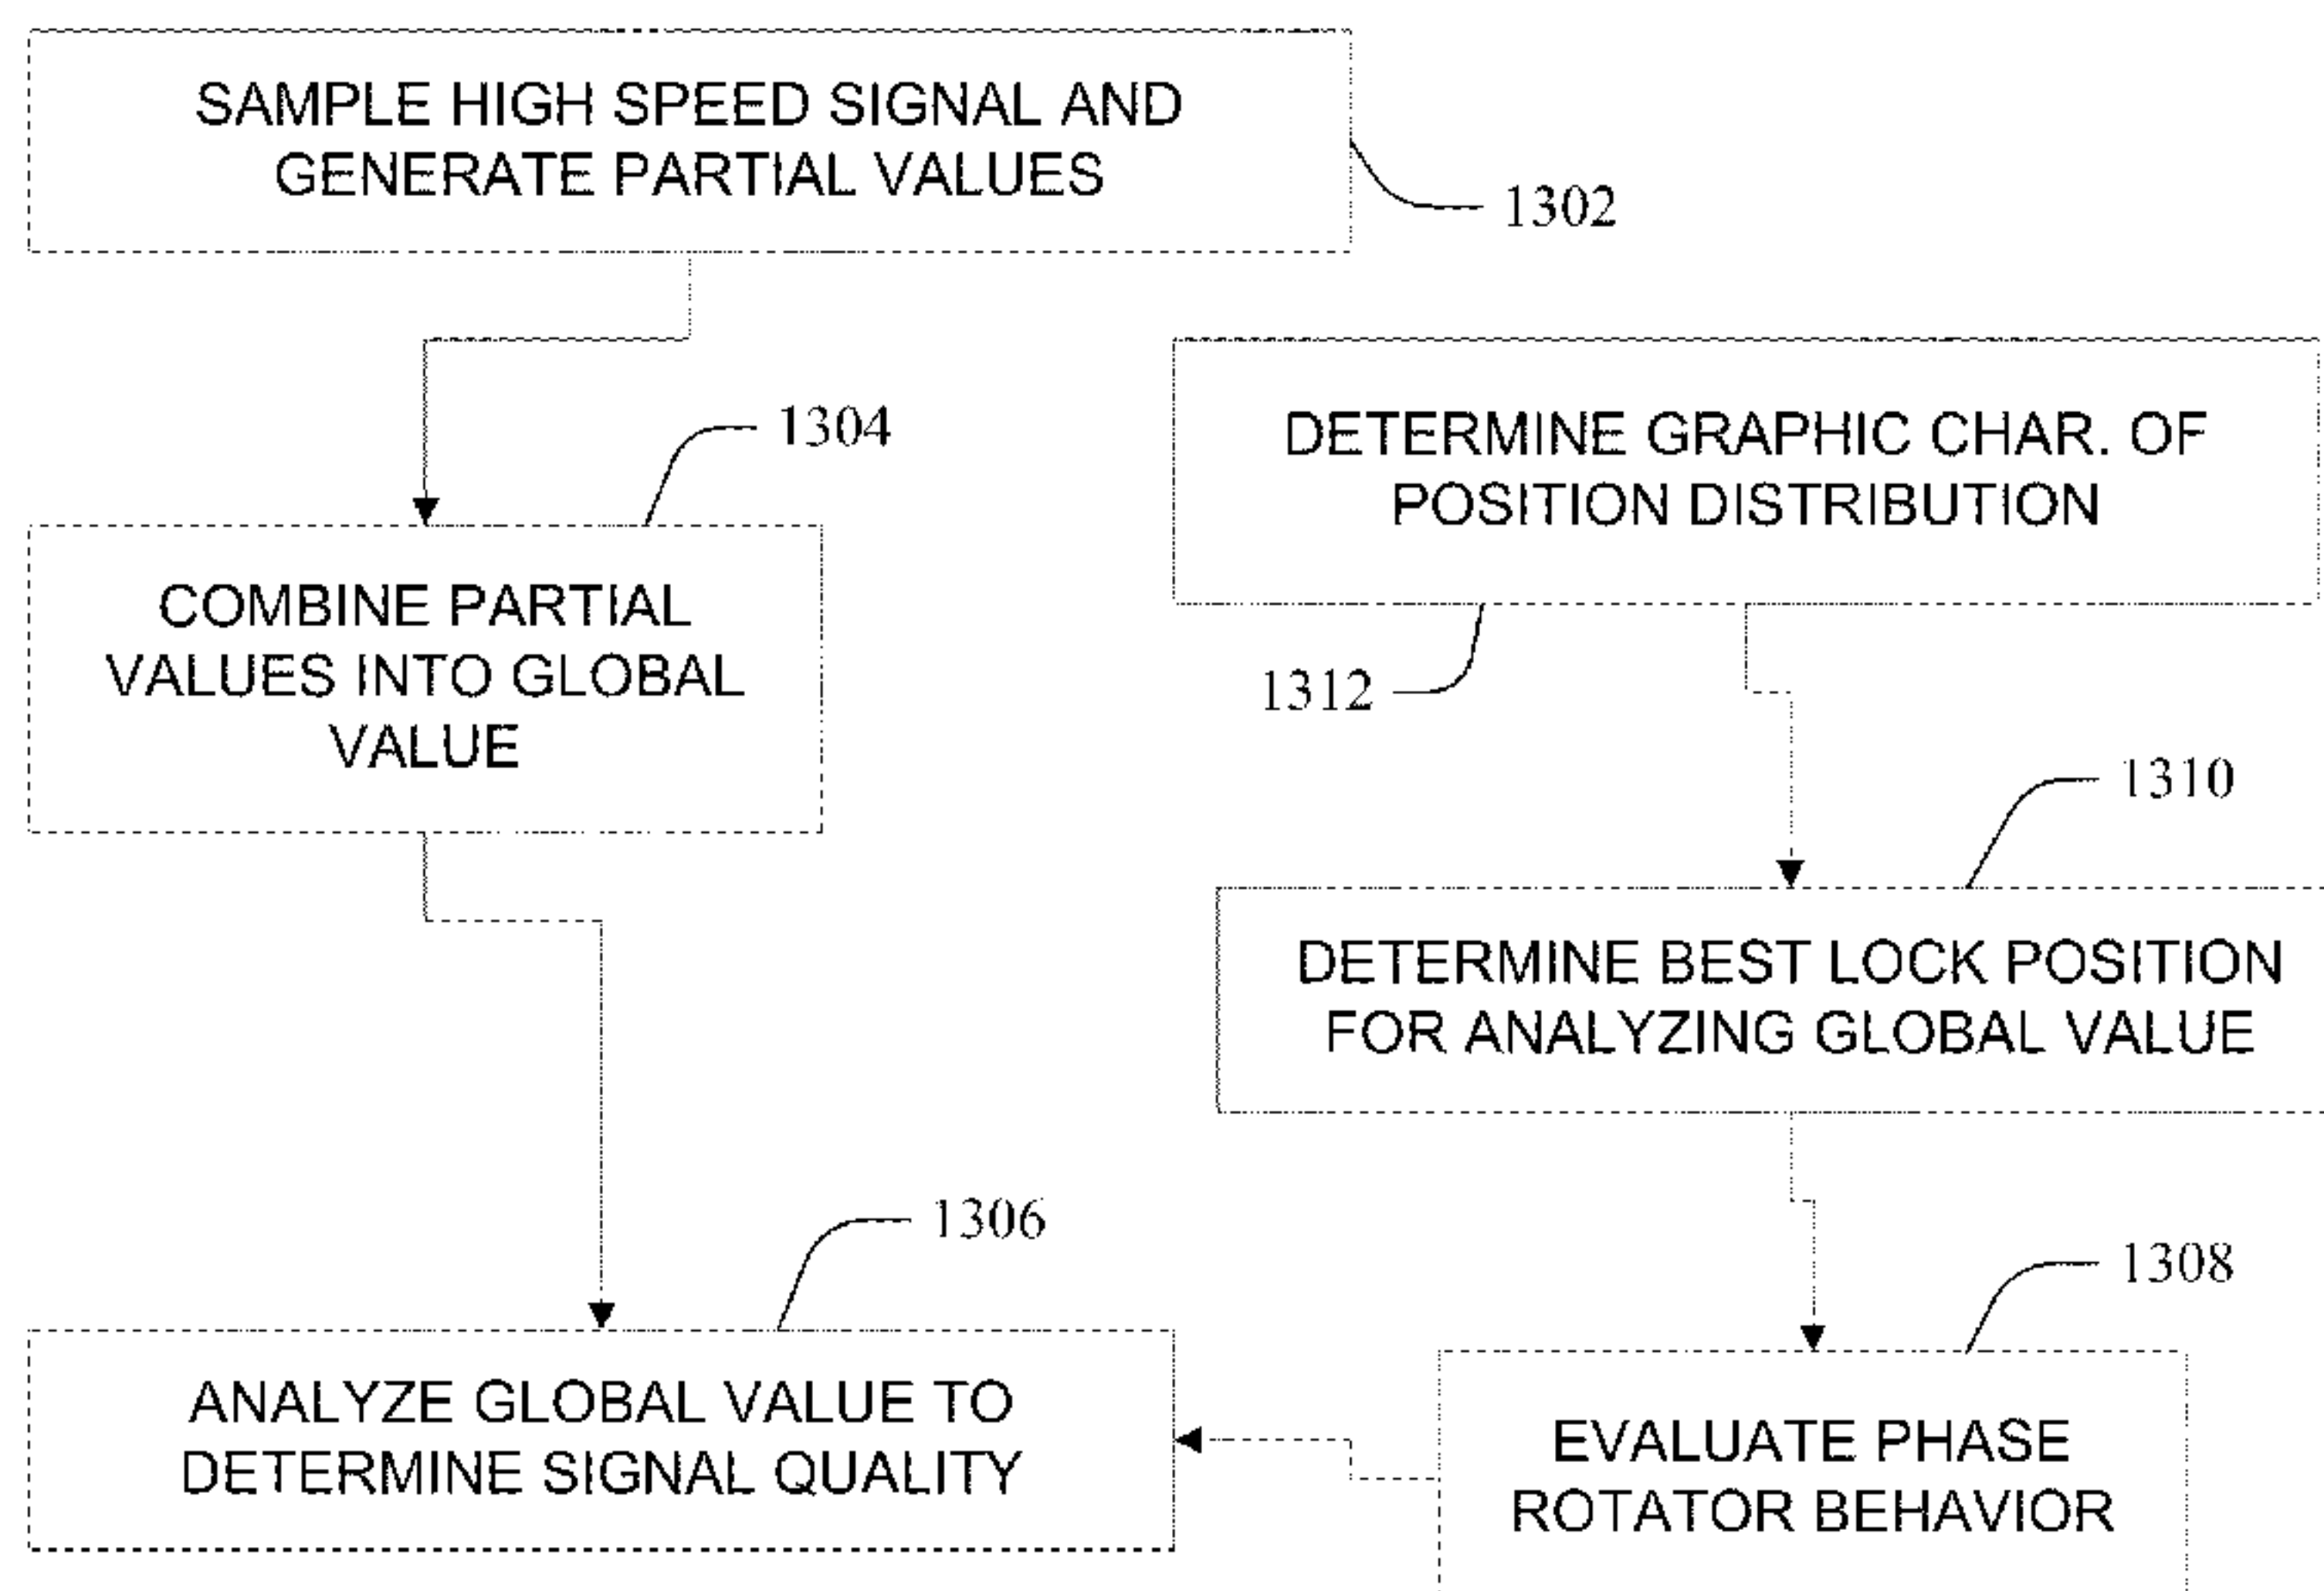 SAMPLE HIGH SPEED SIGNAL AND
GENERATE PARTIAL VALUES
1302
1304
COMBINE PARTIAL
VALUES INTO GLOBAL
VALUE
DETERMINE GRAPHIC CHAR. OF
POSITION DISTRIBUTION
1312
1310
DETERMINE BEST LOCK POSITION
FOR ANALYZING GLOBAL VALUE
1306
ANALYZE GLOBAL VALUE TO
DETERMINE SIGNAL QUALITY
1308
EVALUATE PHASE
ROTATOR BEHAVIOR